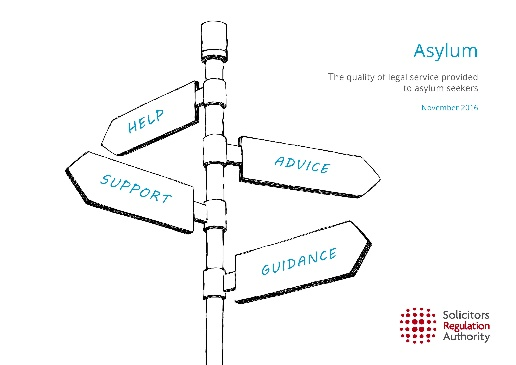 Asylum
The quality of legal service provided
to asylum seekers
November 2016
HELP
ADVICE
SUPPORT
GUIDANCE
Solicitors
Regulation
Authority